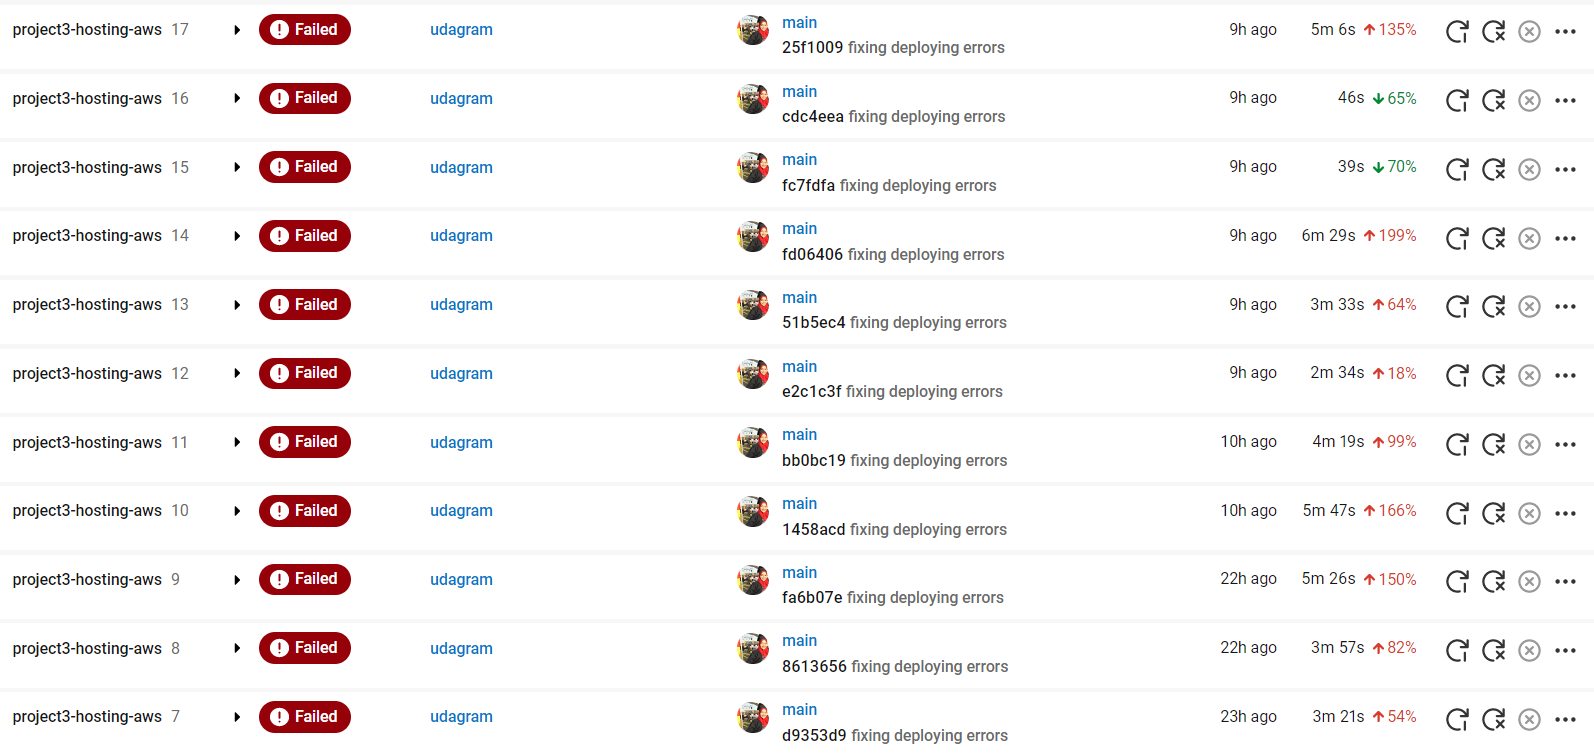 project3-hosting-aws 17 Failed udagram main 9h ago 5m 6s 135%
25f1009 fixing deploying errors
project3-hosting-aws 16 Failed udagram main 9h ago 46s 65%
cdc4eea fixing deploying errors
project3-hosting-aws 15 Failed udagram main 9h ago 39s 70%
fc7fdfa fixing deploying errors
project3-hosting-aws 14 Failed udagram main 9h ago 6m 29s 199%
fd06406 fixing deploying errors
project3-hosting-aws 13 Failed udagram main 9h ago 3m 33s 64%
51b5ec4 fixing deploying errors
project3-hosting-aws 12 Failed udagram main 9h ago 2m 34s 18%
e2c1c3f fixing deploying errors
project3-hosting-aws 11 Failed udagram main 10h ago 4m 19s 99%
bb0bc19 fixing deploying errors
project3-hosting-aws 10 Failed udagram main 10h ago 5m 47s 166%
1458acd fixing deploying errors
project3-hosting-aws 9 Failed udagram main 22h ago 5m 26s 150%
fa6b07e fixing deploying errors
project3-hosting-aws 8 Failed udagram main 22h ago 3m 57s 82%
8613656 fixing deploying errors
project3-hosting-aws 7 Failed udagram main 23h ago 3m 21s 54%
d9353d9 fixing deploying errors